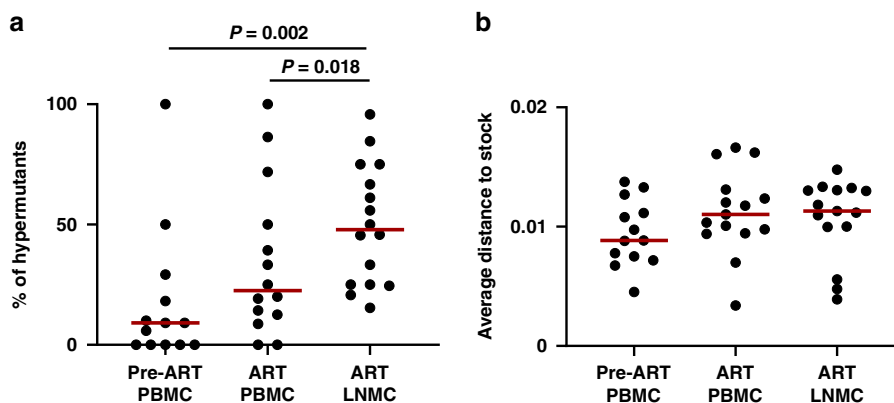 a
P = 0.002
P = 0.018
% of hypermutants
100
50
0
Pre-ART
PBMC
ART
PBMC
ART
LNMC
b
Average distance to stock
0.02
0.01
0
Pre-ART
PBMC
ART
PBMC
ART
LNMC